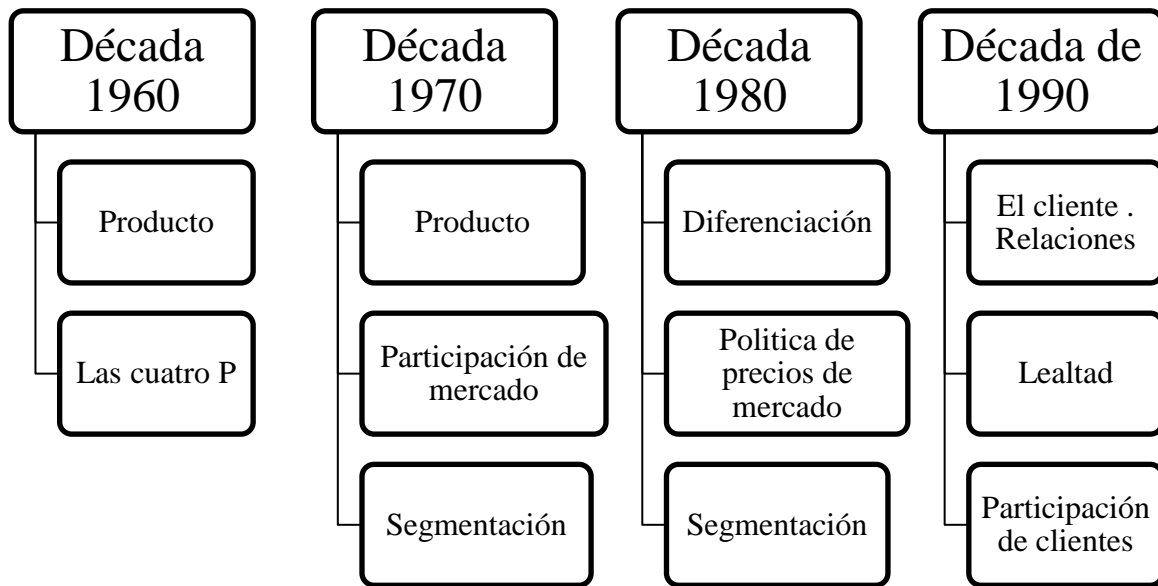 Década
1960
Producto
Las cuatro P
Década
1970
Producto
Participación de
mercado
Segmentación
Década
1980
Diferenciación
Politica de
precios de
mercado
Segmentación
Década de
1990
El cliente .
Relaciones
Lealtad
Participación
de clientes